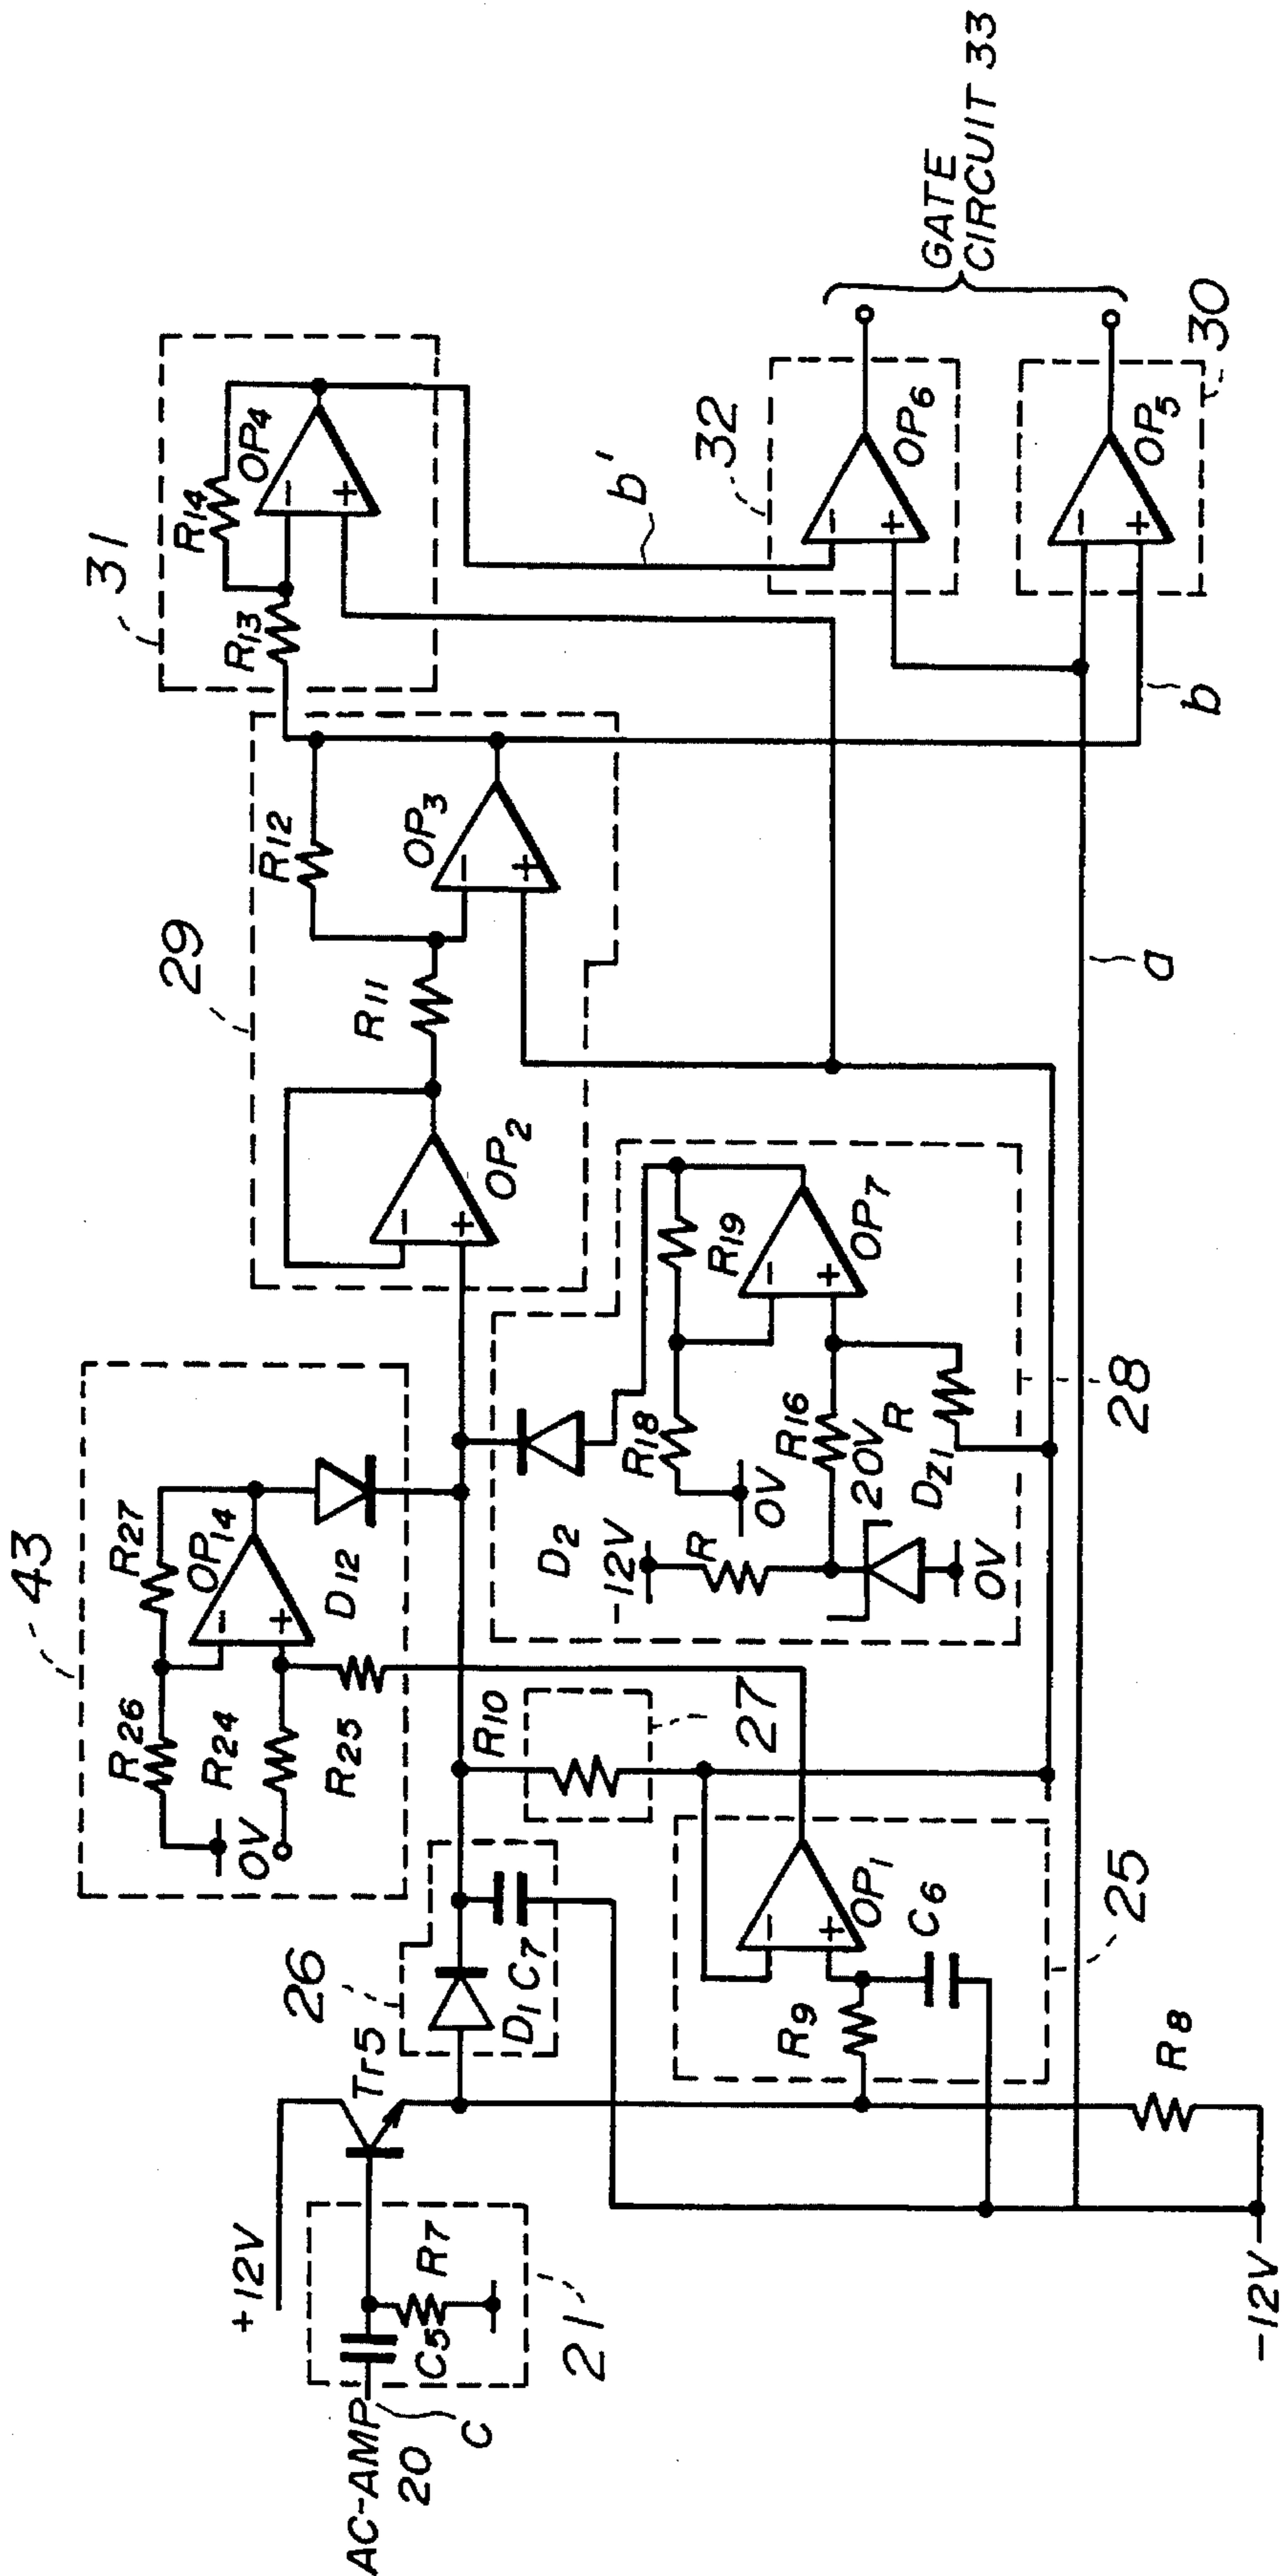 43
R27
R26
OP14
R24
D12
R25
31
R14
R13
OP4
29
R12
R11
OP3
OP2
+12V
Tr5
26
D1
C7
R10
27
D2
-12V
R
R18
0V
R19
OP7
R16
20V
R
DZ1
0V
28
b'
32
OP6
GATE
CIRCUIT 33
OP5
30
b
a
AC-AMP
20
C
C5
R7
21
R9
OP1
C6
25
R8
-12V
0V
-
+
-
+
-
+
-
+
-
+
-
+
-
+
-
+